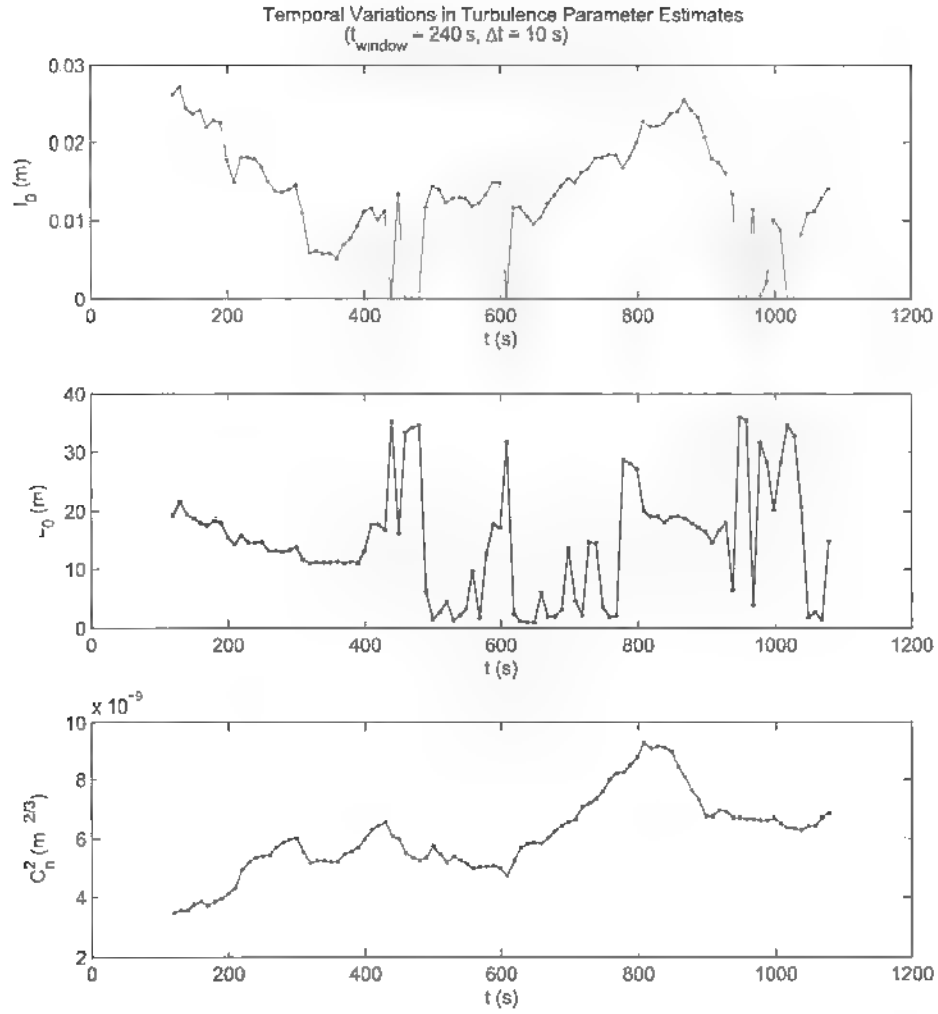 Temporal Variations in Turbulence Parameter Estimates
(t_window = 240 s, Δt = 10 s)
0.03
0.02
0.01
0
l_0 (m)
0 200 400 600 800 1000 1200
t (s)
40
30
20
10
0
L_0 (m)
0 200 400 600 800 1000 1200
t (s)
x 10^-9
10
8
6
4
2
C_n^2 (m^2/3)
0 200 400 600 800 1000 1200
t (s)